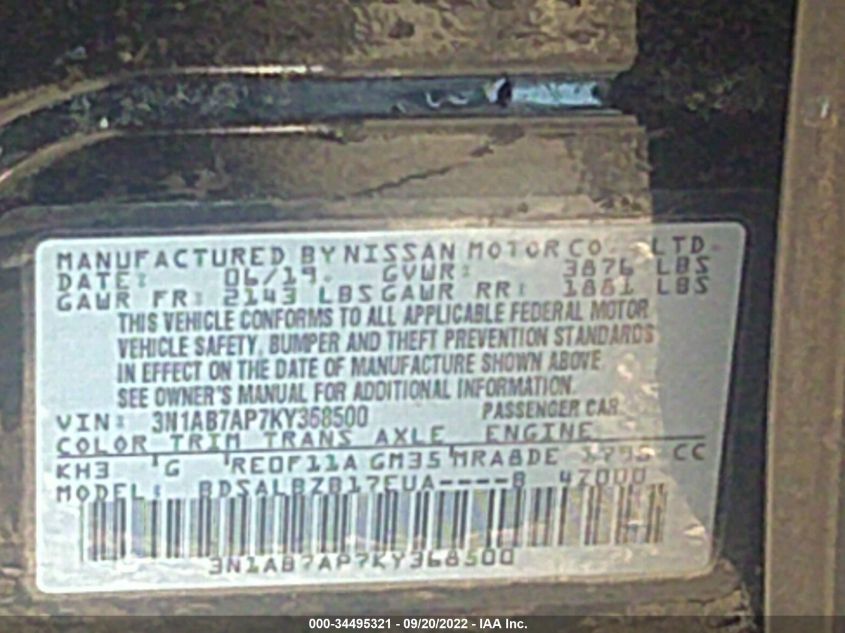 MANUFACTURED BY NISSAN MOTOR CO., LTD.
DATE: 06/19. GVWR: 3876 LBS
GAWR FR: 2143 LBS GAWR RR: 1881 LBS
THIS VEHICLE CONFORMS TO ALL APPLICABLE FEDERAL MOTOR
VEHICLE SAFETY, BUMPER AND THEFT PREVENTION STANDARDS
IN EFFECT ON THE DATE OF MANUFACTURE SHOWN ABOVE
SEE OWNER'S MANUAL FOR ADDITIONAL INFORMATION.
VIN: 3N1AB7AP7KY368500 PASSENGER CAR
COLOR TRIM TRANS AXLE ENGINE
KH3 G RE0F11A GM35 MRA8DE CC
MODEL:
3N1AB7AP7KY368500
000-34495321 - 09/20/2022 - IAA Inc.